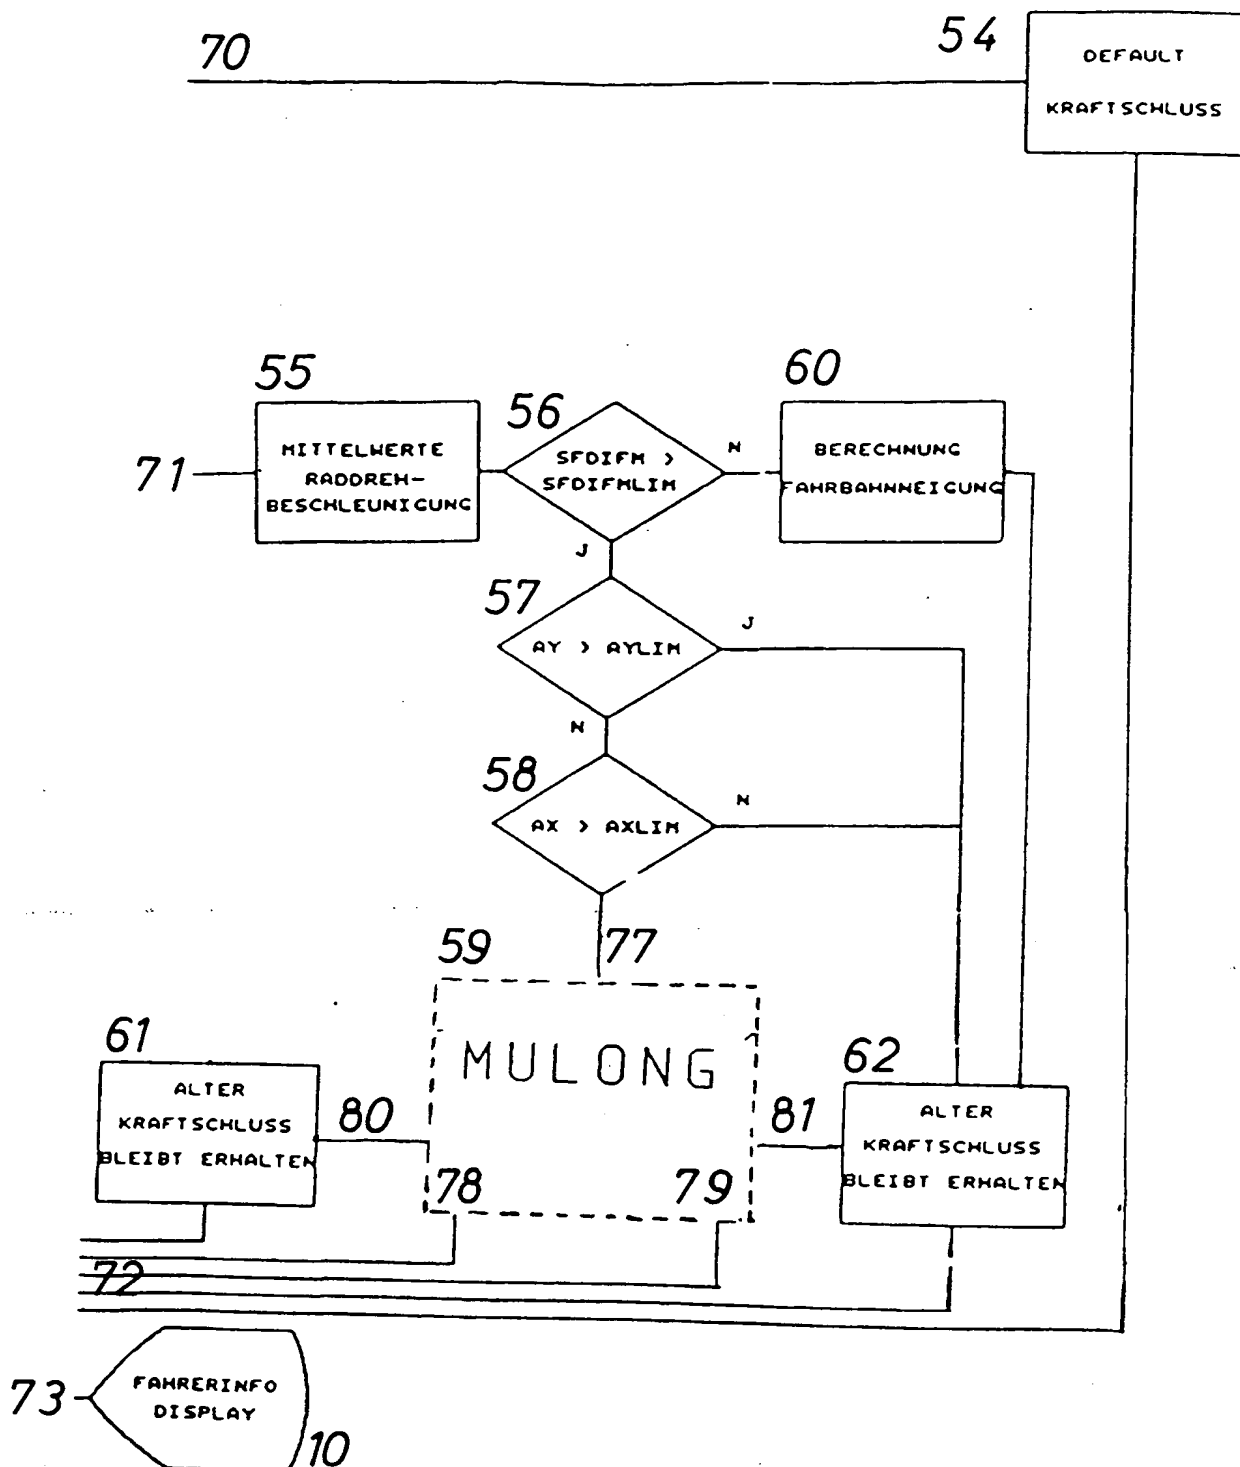 70
54
DEFAULT
KRAFTSCHLUSS
55
56
60
71
MITTELWERTE
RADDREH-
BESCHLEUNIGUNG
SFDIFM >
SFDIFMLIM
N
BERECHNUNG
FAHRBAHNNEIGUNG
J
57
AY > AYLIM
J
N
58
AX > AXLIM
N
59
77
MULONG
61
ALTER
KRAFTSCHLUSS
BLEIBT ERHALTEN
80
78
79
81
62
ALTER
KRAFTSCHLUSS
BLEIBT ERHALTEN
72
73
FAHRERINFO
DISPLAY
10